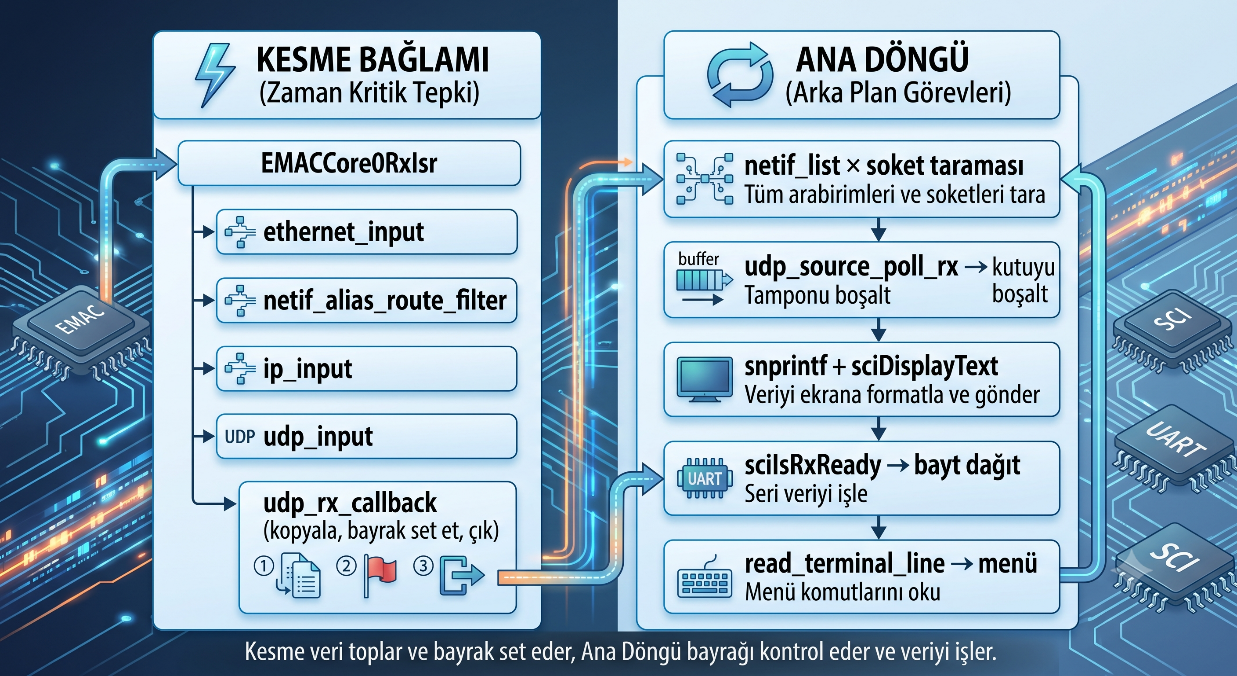 KESME BAĞLAMI
(Zaman Kritik Tepki)
EMACCore0RxIsr
ethernet_input
netif_alias_route_filter
ip_input
UDP udp_input
udp_rx_callback
(kopyala, bayrak set et, çık)
1 2 3
EMAC
ANA DÖNGÜ
(Arka Plan Görevleri)
netif_list × soket taraması
Tüm arabirimleri ve soketleri tara
buffer
udp_source_poll_rx → kutuyu
boşalt
Tamponu boşalt
snprintf + sciDisplayText
Veriyi ekrana formatla ve gönder
UART
sciIsRxReady → bayt dağıt
Seri veriyi işle
read_terminal_line → menü
Menü komutlarını oku
SCI
UART
SCI
Kesme veri toplar ve bayrak set eder, Ana Döngü bayrağı kontrol eder ve veriyi işler.